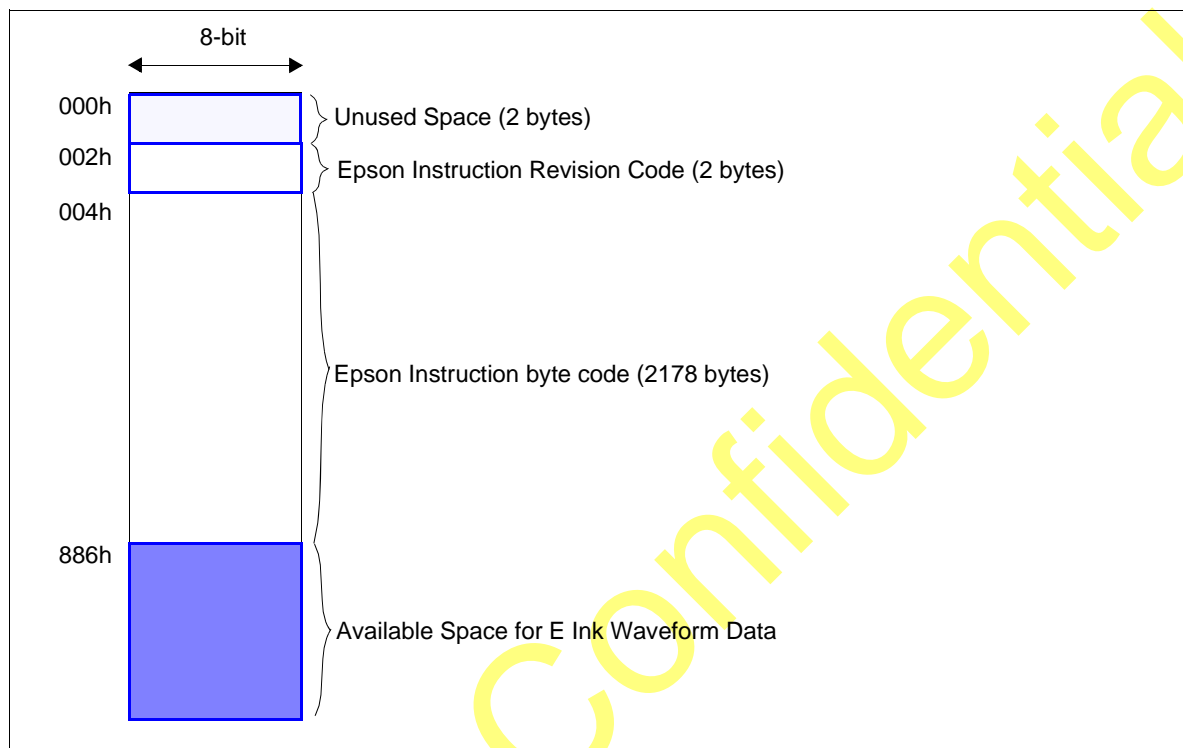 8-bit
000h
Unused Space (2 bytes)
002h
Epson Instruction Revision Code (2 bytes)
004h
Epson Instruction byte code (2178 bytes)
886h
Available Space for E Ink Waveform Data
Confidential